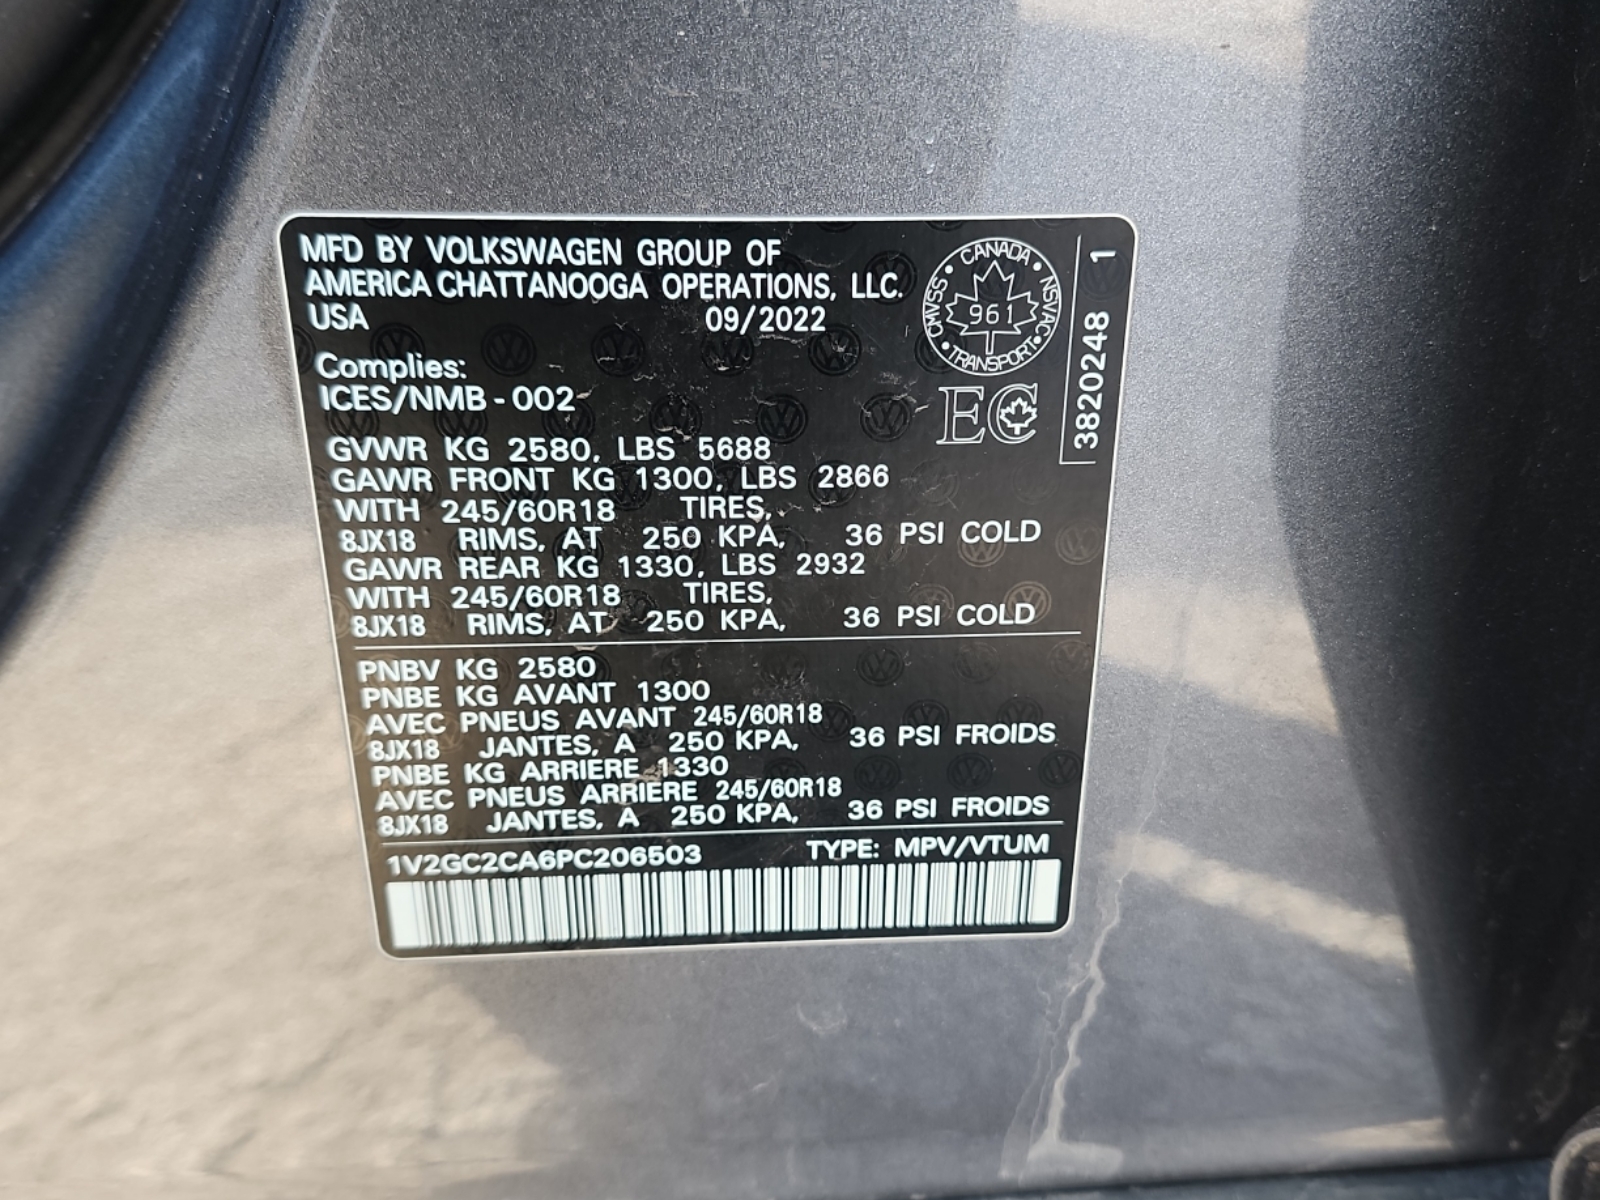 MFD BY VOLKSWAGEN GROUP OF
AMERICA CHATTANOOGA OPERATIONS, LLC.
USA 09/2022
CANADA
CMVSS NSVAC
961
TRANSPORT
3820248 1
Complies:
ICES/NMB - 002
EC
GVWR KG 2580, LBS 5688
GAWR FRONT KG 1300, LBS 2866
WITH 245/60R18 TIRES,
8JX18 RIMS, AT 250 KPA, 36 PSI COLD
GAWR REAR KG 1330, LBS 2932
WITH 245/60R18 TIRES,
8JX18 RIMS, AT 250 KPA, 36 PSI COLD
PNBV KG 2580
PNBE KG AVANT 1300
AVEC PNEUS AVANT 245/60R18
8JX18 JANTES, A 250 KPA, 36 PSI FROIDS
PNBE KG ARRIERE 1330
AVEC PNEUS ARRIERE 245/60R18
8JX18 JANTES, A 250 KPA, 36 PSI FROIDS
1V2GC2CA6PC206503 TYPE: MPV/VTUM